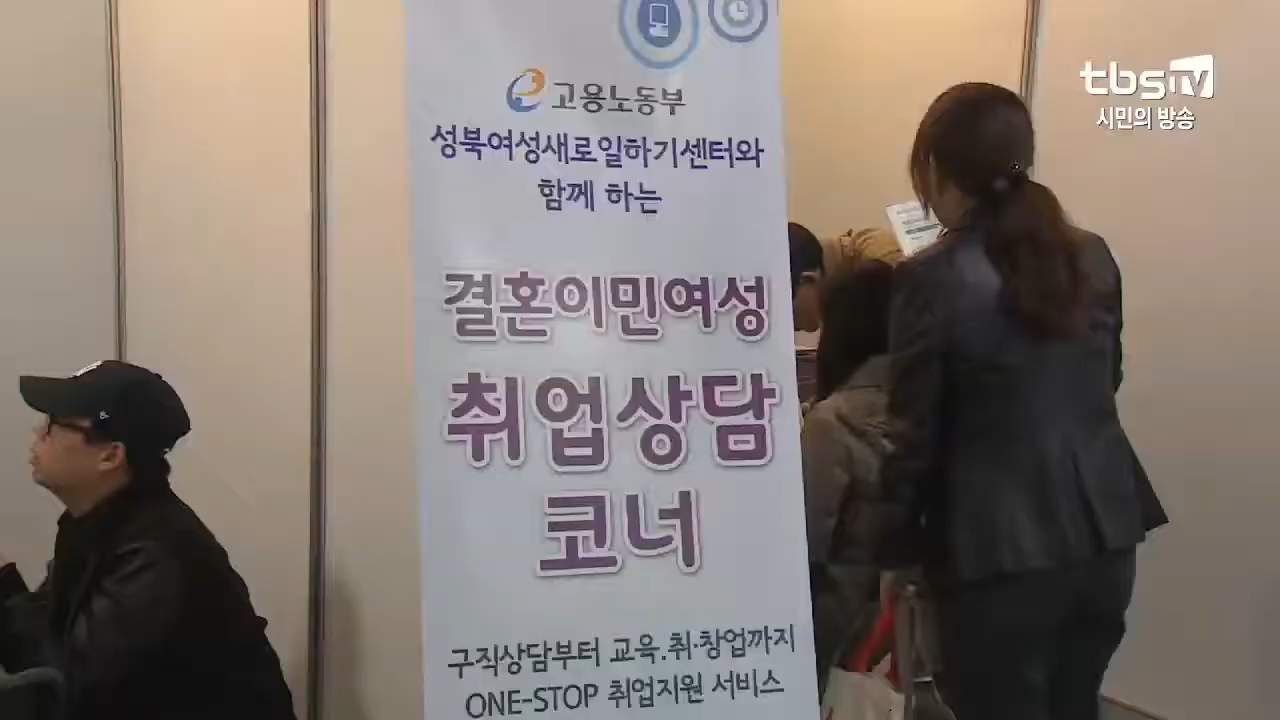 고용노동부
성북여성새로일하기센터와
함께 하는
결혼이민여성
취업상담
코너
구직상담부터 교육.취·창업까지
ONE-STOP 취업지원 서비스
tbsTV
시민의 방송